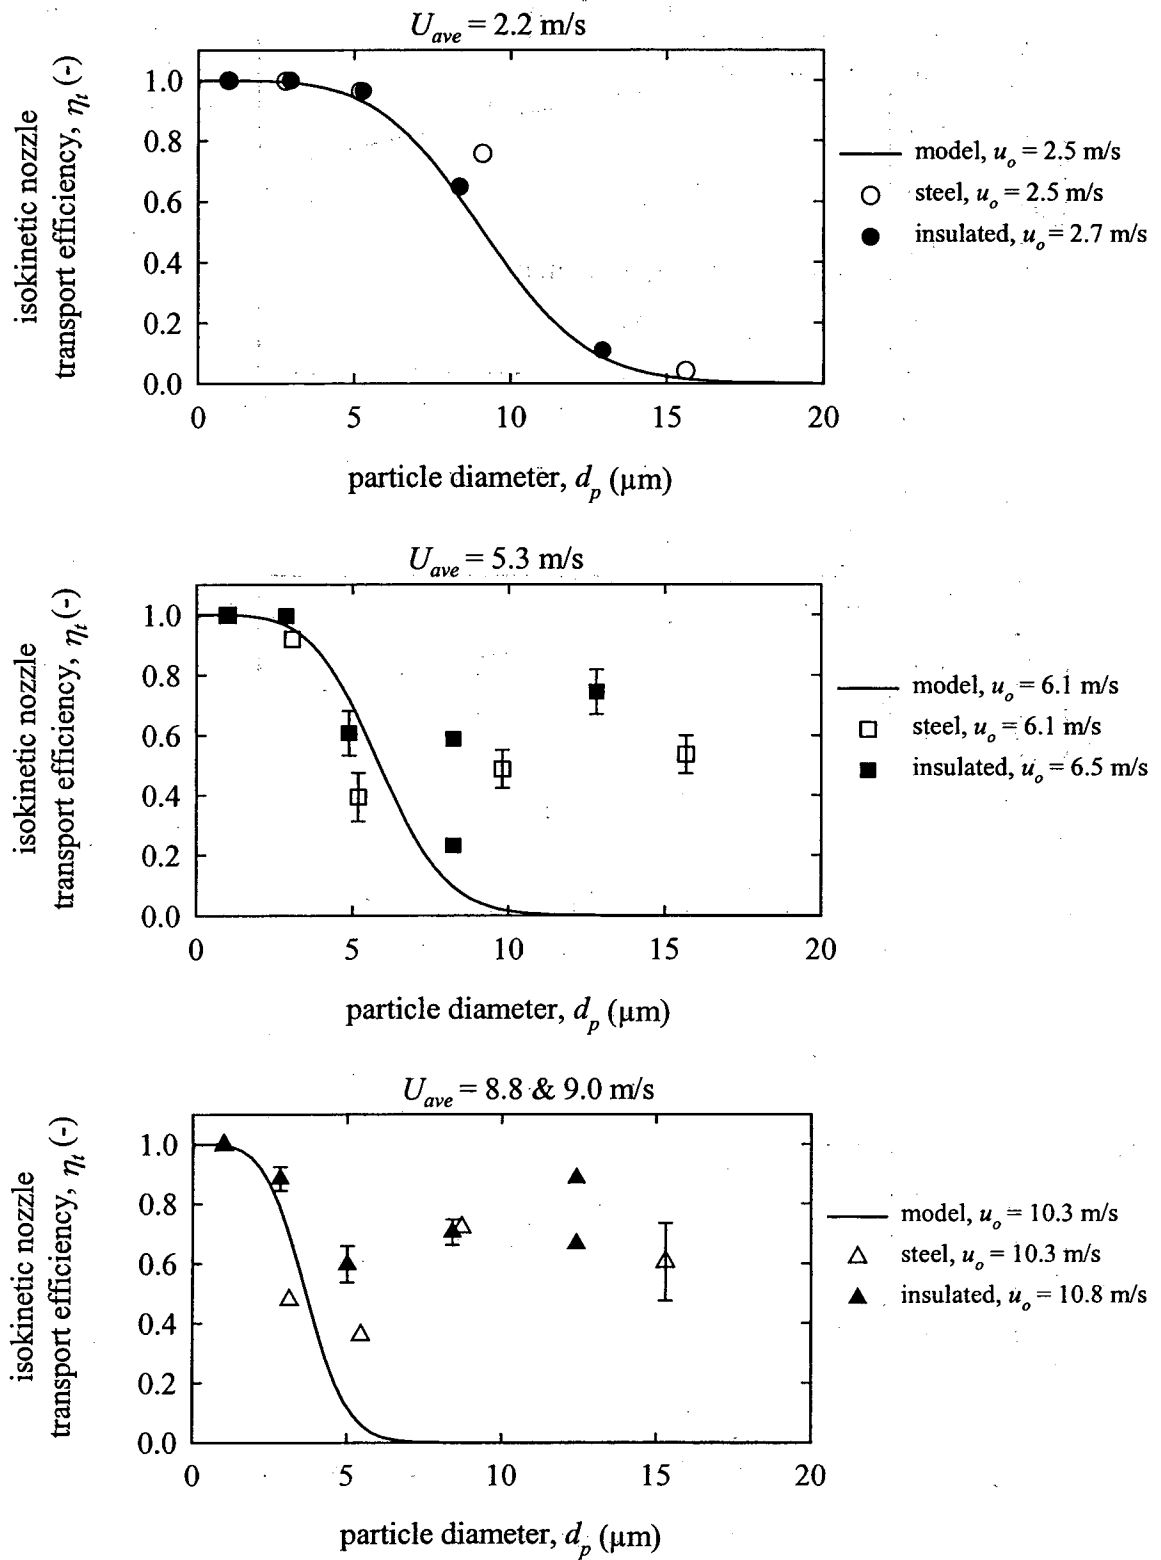 U_ave = 2.2 m/s
isokinetic nozzle
transport efficiency, η_t (-)
1.0
0.8
0.6
0.4
0.2
0.0
0 5 10 15 20
particle diameter, d_p (μm)
model, u_o = 2.5 m/s
steel, u_o = 2.5 m/s
insulated, u_o = 2.7 m/s
U_ave = 5.3 m/s
isokinetic nozzle
transport efficiency, η_t (-)
1.0
0.8
0.6
0.4
0.2
0.0
0 5 10 15 20
particle diameter, d_p (μm)
model, u_o = 6.1 m/s
steel, u_o = 6.1 m/s
insulated, u_o = 6.5 m/s
U_ave = 8.8 & 9.0 m/s
isokinetic nozzle
transport efficiency, η_t (-)
1.0
0.8
0.6
0.4
0.2
0.0
0 5 10 15 20
particle diameter, d_p (μm)
model, u_o = 10.3 m/s
steel, u_o = 10.3 m/s
insulated, u_o = 10.8 m/s